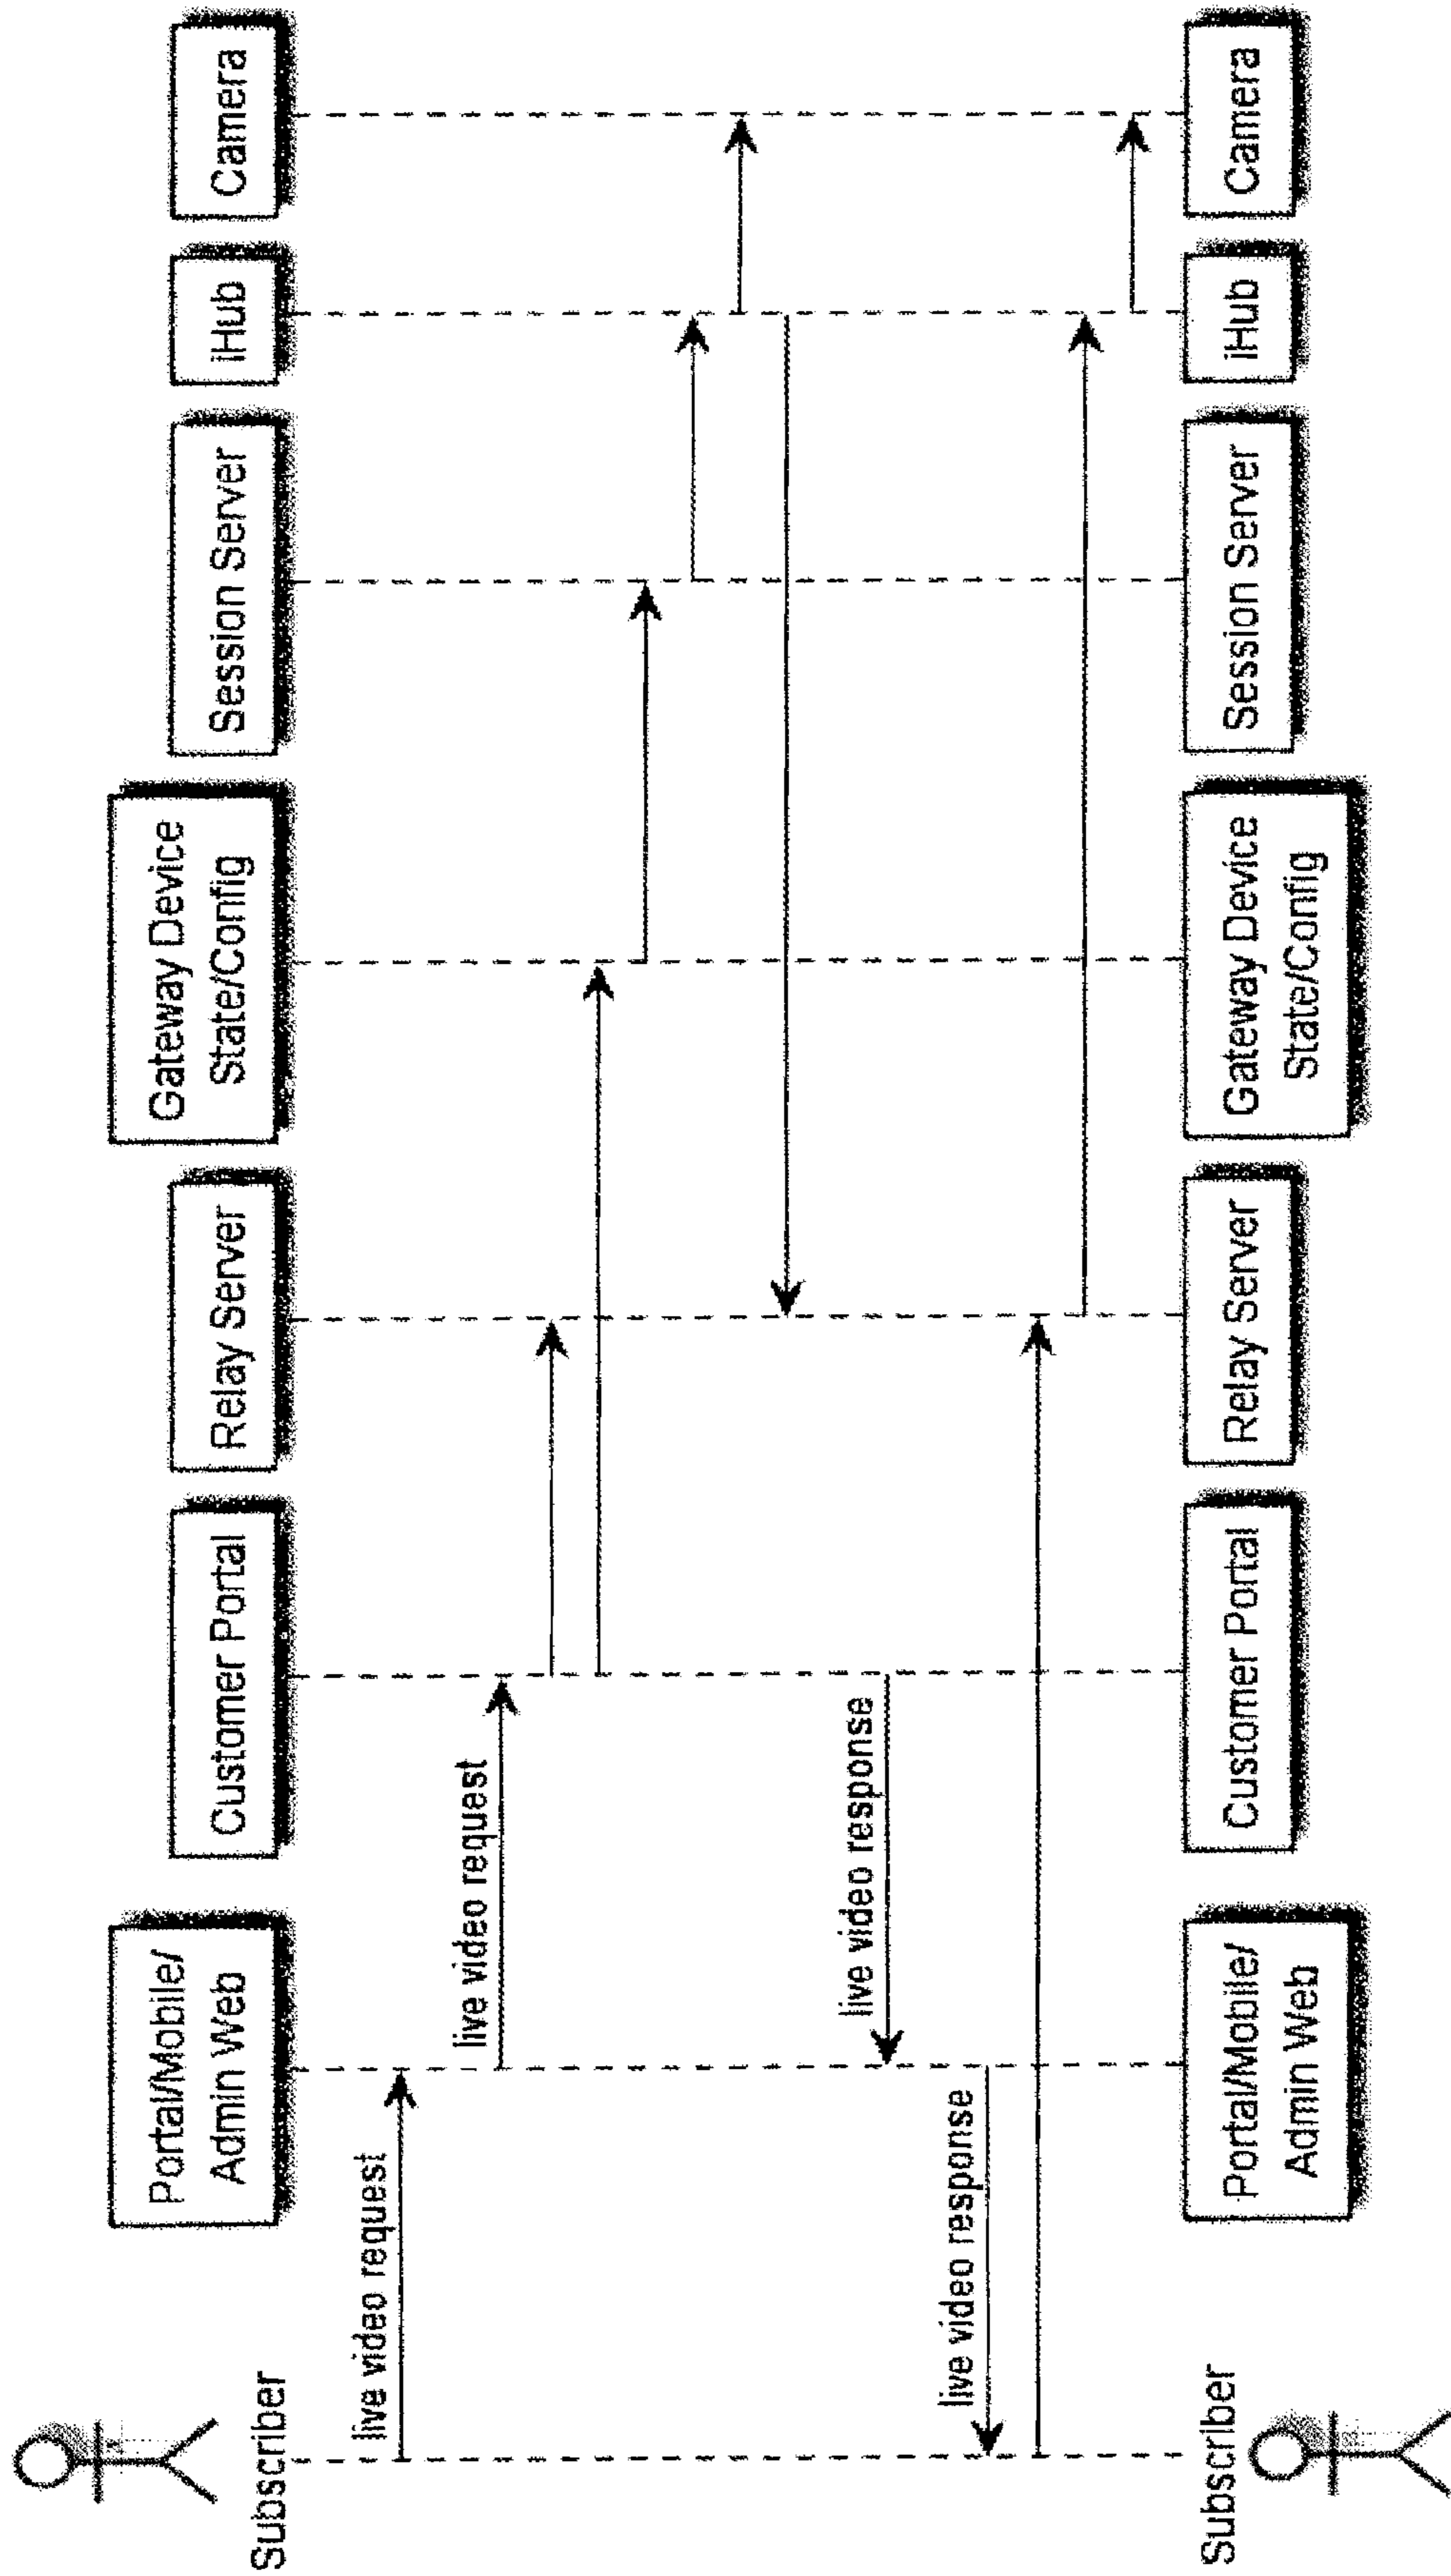 Subscriber
Portal/Mobile/
Admin Web
Customer Portal
Relay Server
Gateway Device
State/Config
Session Server
iHub
Camera
live video request
live video request
live video response
live video response
Subscriber
Portal/Mobile/
Admin Web
Customer Portal
Relay Server
Gateway Device
State/Config
Session Server
iHub
Camera